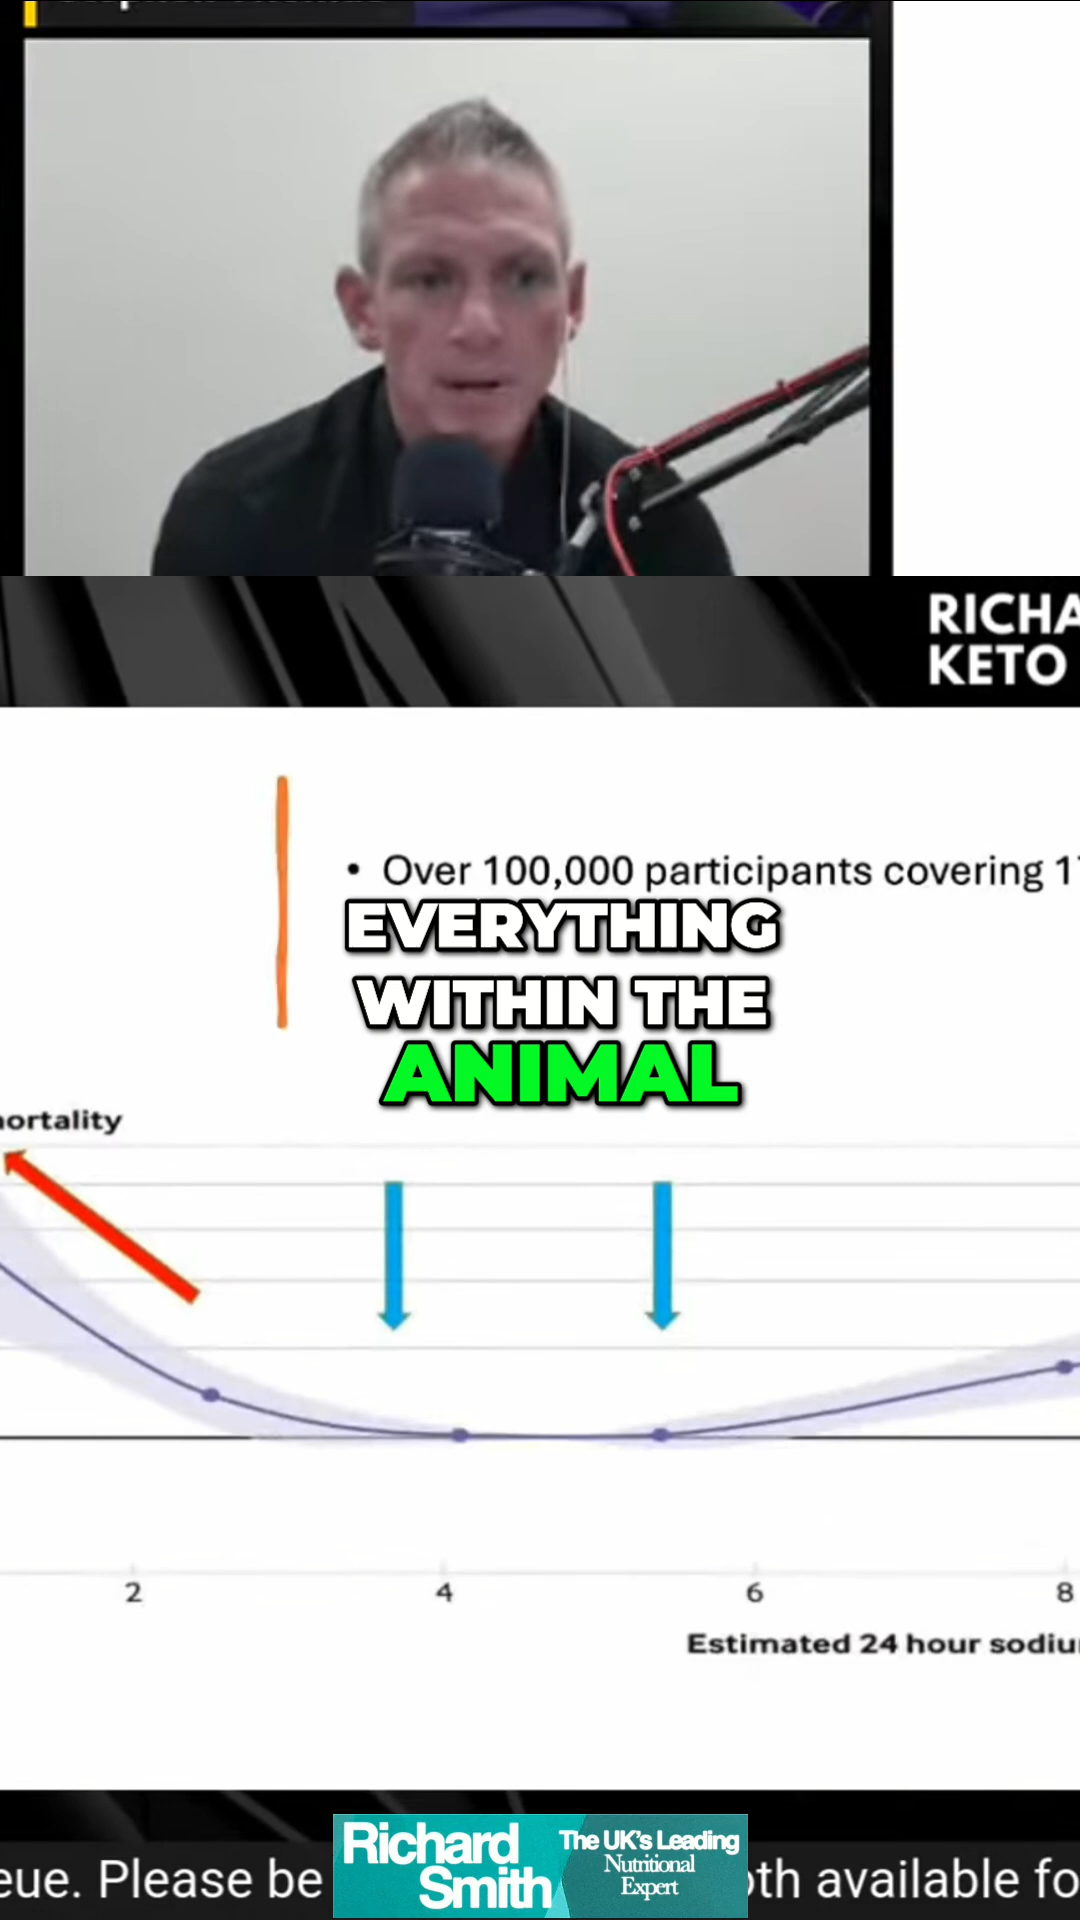 RICHA
KETO
• Over 100,000 participants covering 1
EVERYTHING
WITHIN THE
ANIMAL
ortality
2 4 6 8
Estimated 24 hour sodiu
eue. Please be
Richard
Smith
The UK's Leading
Nutritional
Expert
oth available fo